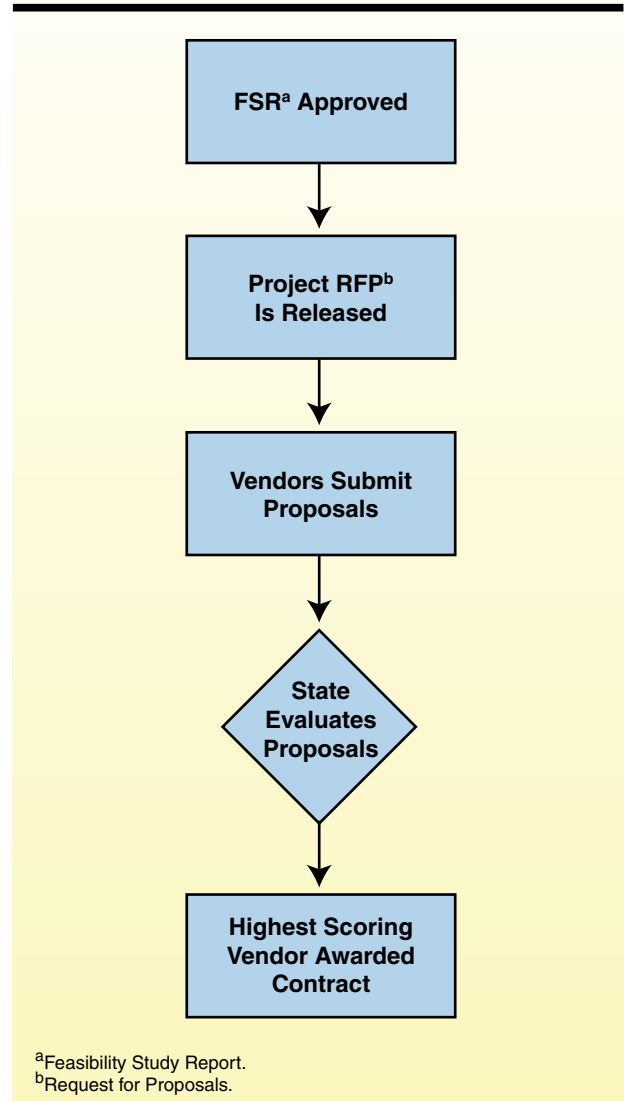 FSRᵃ Approved
Project RFPᵇ
Is Released
Vendors Submit
Proposals
State
Evaluates
Proposals
Highest Scoring
Vendor Awarded
Contract
ᵃFeasibility Study Report.
ᵇRequest for Proposals.